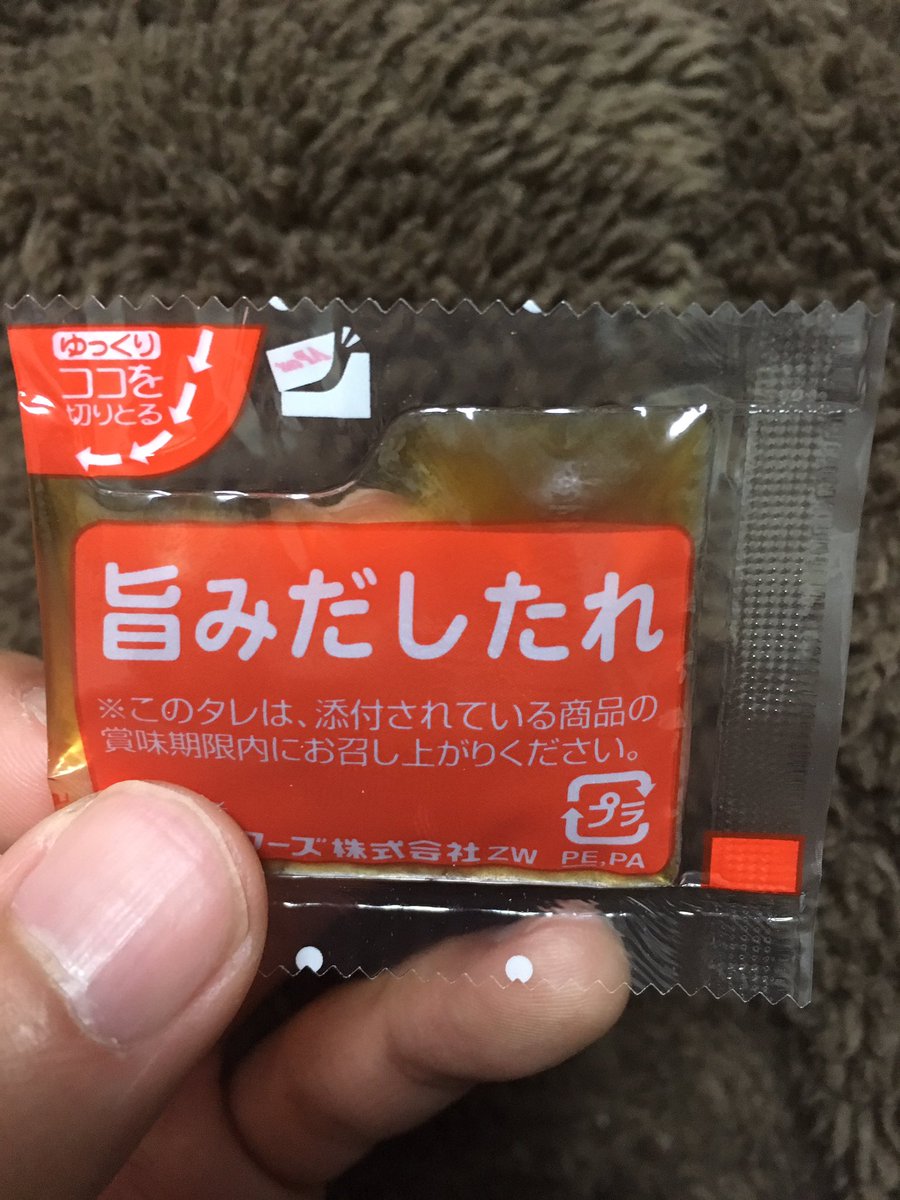 ゆっくり
ココを
切りとる
旨みだしたれ
※このタレは、添付されている商品の
賞味期限内にお召し上がりください。
プラ
ーズ株式会社ZW
PE,PA